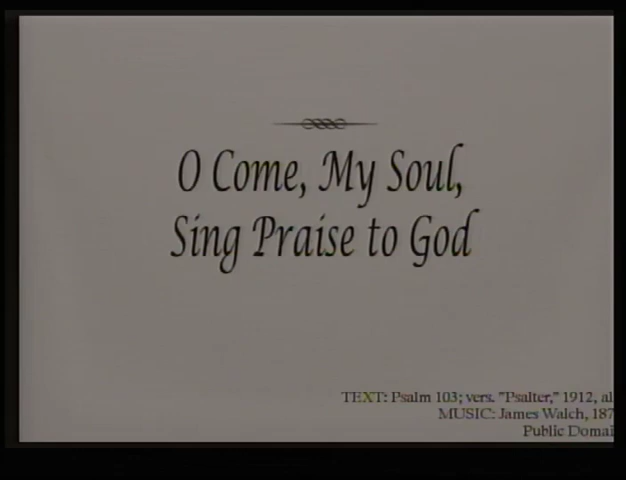 O Come, My Soul,
Sing Praise to God
TEXT: Psalm 103; vers. "Psalter," 1912, al
MUSIC: James Walch, 187
Public Domai